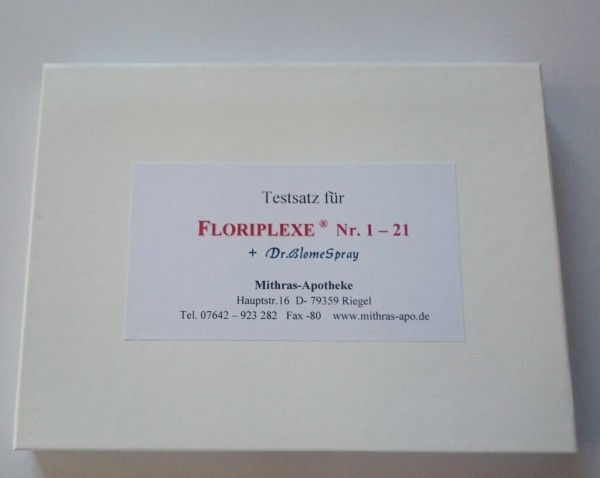 Testsatz für
FLORIPLEXE ® Nr. 1 – 21
+ Dr.BlomeSpray
Mithras-Apotheke
Hauptstr.16 D- 79359 Riegel
Tel. 07642 – 923 282 Fax -80 www.mithras-apo.de